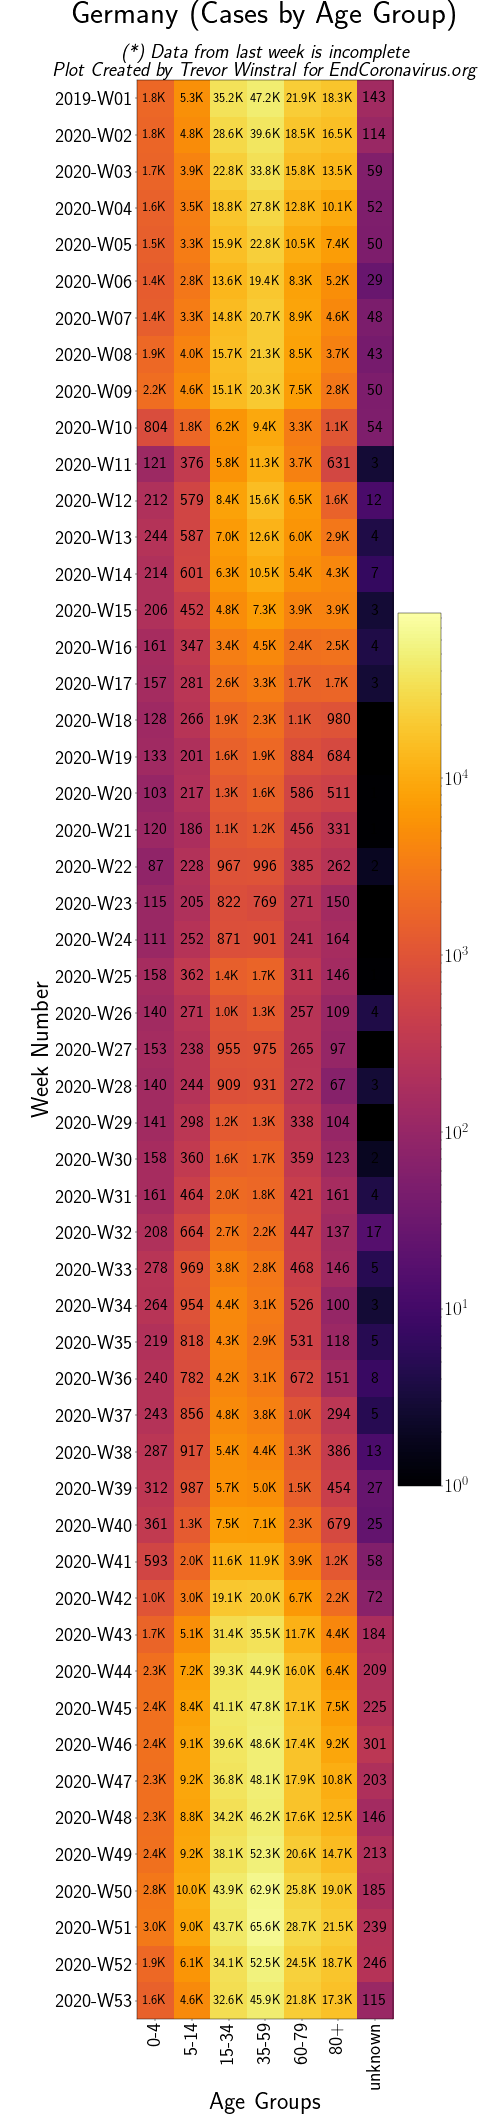 Germany (Cases by Age Group)
(*) Data from last week is incomplete
Plot Created by Trevor Winstral for EndCoronavirus.org
2019-W01 1.8K 5.3K 35.2K 47.2K 21.9K 18.3K 143
2020-W02 1.8K 4.8K 28.6K 39.6K 18.5K 16.5K 114
2020-W03 1.7K 3.9K 22.8K 33.8K 15.8K 13.5K 59
2020-W04 1.6K 3.5K 18.8K 27.8K 12.8K 10.1K 52
2020-W05 1.5K 3.3K 15.9K 22.8K 10.5K 7.4K 50
2020-W06 1.4K 2.8K 13.6K 19.4K 8.3K 5.2K 29
2020-W07 1.4K 3.3K 14.8K 20.7K 8.9K 4.6K 48
2020-W08 1.9K 4.0K 15.7K 21.3K 8.5K 3.7K 43
2020-W09 2.2K 4.6K 15.1K 20.3K 7.5K 2.8K 50
2020-W10 804 1.8K 6.2K 9.4K 3.3K 1.1K 54
2020-W11 121 376 5.8K 11.3K 3.7K 631 3
2020-W12 212 579 8.4K 15.6K 6.5K 1.6K 12
2020-W13 244 587 7.0K 12.6K 6.0K 2.9K 4
2020-W14 214 601 6.3K 10.5K 5.4K 4.3K 7
2020-W15 206 452 4.8K 7.3K 3.9K 3.9K 3
2020-W16 161 347 3.4K 4.5K 2.4K 2.5K 4
2020-W17 157 281 2.6K 3.3K 1.7K 1.7K 3
2020-W18 128 266 1.9K 2.3K 1.1K 980
2020-W19 133 201 1.6K 1.9K 884 684
2020-W20 103 217 1.3K 1.6K 586 511
2020-W21 120 186 1.1K 1.2K 456 331
2020-W22 87 228 967 996 385 262 2
2020-W23 115 205 822 769 271 150
2020-W24 111 252 871 901 241 164
2020-W25 158 362 1.4K 1.7K 311 146
2020-W26 140 271 1.0K 1.3K 257 109 4
2020-W27 153 238 955 975 265 97
2020-W28 140 244 909 931 272 67 3
2020-W29 141 298 1.2K 1.3K 338 104
2020-W30 158 360 1.6K 1.7K 359 123 2
2020-W31 161 464 2.0K 1.8K 421 161 4
2020-W32 208 664 2.7K 2.2K 447 137 17
2020-W33 278 969 3.8K 2.8K 468 146 5
2020-W34 264 954 4.4K 3.1K 526 100 3
2020-W35 219 818 4.3K 2.9K 531 118 5
2020-W36 240 782 4.2K 3.1K 672 151 8
2020-W37 243 856 4.8K 3.8K 1.0K 294 5
2020-W38 287 917 5.4K 4.4K 1.3K 386 13
2020-W39 312 987 5.7K 5.0K 1.5K 454 27
2020-W40 361 1.3K 7.5K 7.1K 2.3K 679 25
2020-W41 593 2.0K 11.6K 11.9K 3.9K 1.2K 58
2020-W42 1.0K 3.0K 19.1K 20.0K 6.7K 2.2K 72
2020-W43 1.7K 5.1K 31.4K 35.5K 11.7K 4.4K 184
2020-W44 2.3K 7.2K 39.3K 44.9K 16.0K 6.4K 209
2020-W45 2.4K 8.4K 41.1K 47.8K 17.1K 7.5K 225
2020-W46 2.4K 9.1K 39.6K 48.6K 17.4K 9.2K 301
2020-W47 2.3K 9.2K 36.8K 48.1K 17.9K 10.8K 203
2020-W48 2.3K 8.8K 34.2K 46.2K 17.6K 12.5K 146
2020-W49 2.4K 9.2K 38.1K 52.3K 20.6K 14.7K 213
2020-W50 2.8K 10.0K 43.9K 62.9K 25.8K 19.0K 185
2020-W51 3.0K 9.0K 43.7K 65.6K 28.7K 21.5K 239
2020-W52 1.9K 6.1K 34.1K 52.5K 24.5K 18.7K 246
2020-W53 1.6K 4.6K 32.6K 45.9K 21.8K 17.3K 115
0-4 5-14 15-34 35-59 60-79 80+ unknown
Age Groups
Week Number
10⁴
10³
10²
10¹
10⁰